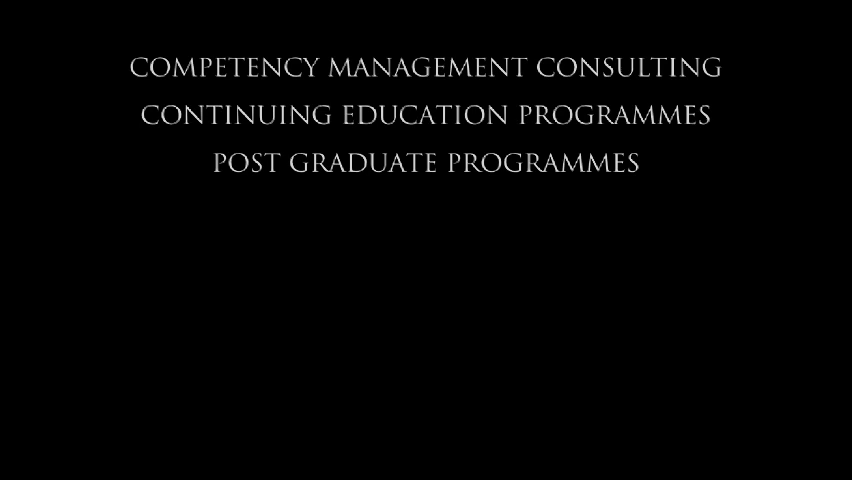 COMPETENCY MANAGEMENT CONSULTING
CONTINUING EDUCATION PROGRAMMES
POST GRADUATE PROGRAMMES